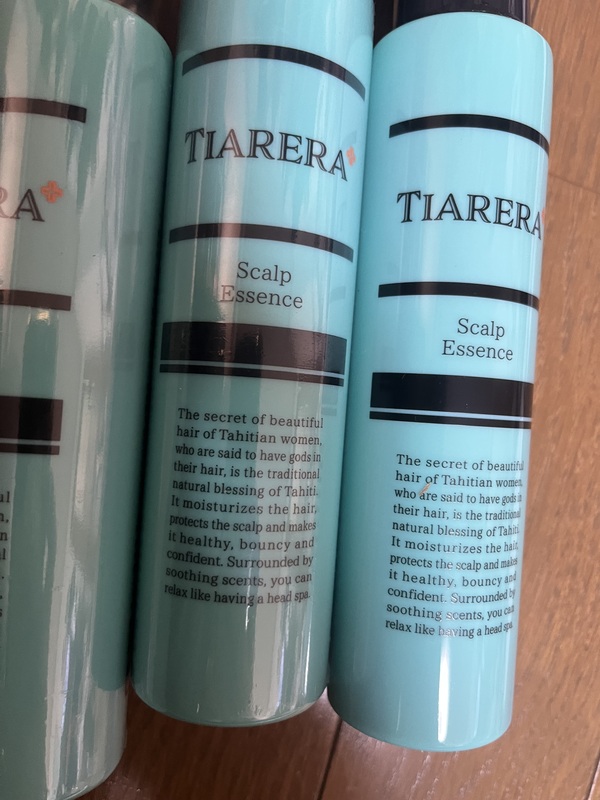 RA
TIARERA
Scalp
Essence
The secret of beautiful
hair of Tahitian women,
who are said to have gods in
their hair, is the traditional
natural blessing of Tahiti.
It moisturizes the hair,
protects the scalp and makes
it healthy, bouncy and
confident. Surrounded by
soothing scents, you can
relax like having a head spa.
TIARERA
Scalp
Essence
The secret of beautiful
hair of Tahitian women,
who are said to have gods in
their hair, is the traditional
natural blessing of Tahiti.
It moisturizes the hair,
protects the scalp and makes
it healthy, bouncy and
confident. Surrounded by
soothing scents, you can
relax like having a head spa.